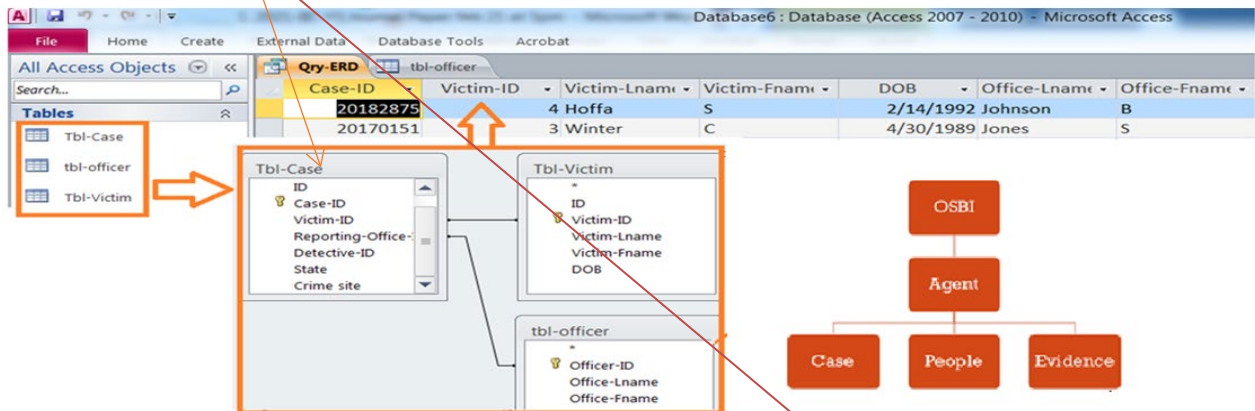 Database6 : Database (Access 2007 - 2010) - Microsoft Access
File Home Create External Data Database Tools Acrobat
All Access Objects « Qry-ERD tbl-officer
Search...
Case-ID Victim-ID Victim-Lname Victim-Fname DOB Office-Lname Office-Fname
Tables
20182875 4 Hoffa S 2/14/1992 Johnson B
20170151 3 Winter C 4/30/1989 Jones S
Tbl-Case
tbl-officer
Tbl-Victim
Tbl-Case
ID
Case-ID
Victim-ID
Reporting-Office-
Detective-ID
State
Crime site
Tbl-Victim
*
ID
Victim-ID
Victim-Lname
Victim-Fname
DOB
tbl-officer
*
Officer-ID
Office-Lname
Office-Fname
OSBI
Agent
Case People Evidence